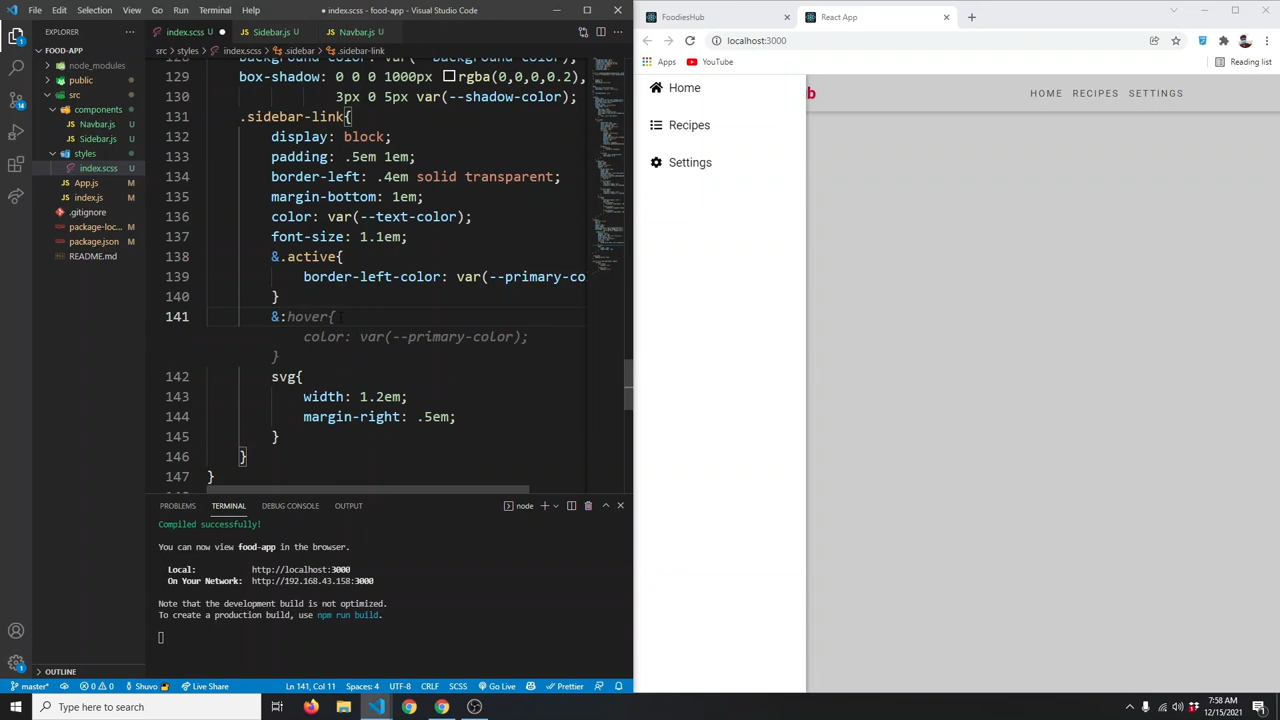 File Edit Selection View Go Run Terminal Help
● index.scss - food-app - Visual Studio Code
EXPLORER
FOOD-APP
node_modules
public
src
components
Navbar.js U
Sidebar.js U
styles
index.scss U
App.js M
index.js M
.gitignore
package-loc... M
package.json M
README.md
OUTLINE
index.scss U
Sidebar.js U
Navbar.js U
src > styles > index.scss > .sidebar > .sidebar-link
129 box-shadow: 0 0 0 1000px rgba(0,0,0,0.2),
130 3px 0 5px var(--shadow-color);
131 .sidebar-link{
132 display: block;
133 padding: .5em 1em;
134 border-left: .4em solid transparent;
135 margin-bottom: 1em;
136 color: var(--text-color);
137 font-size: 1.1em;
138 &.active{
139 border-left-color: var(--primary-co
140 }
141 &:hover{
color: var(--primary-color);
}
142 svg{
143 width: 1.2em;
144 margin-right: .5em;
145 }
146 }
147 }
PROBLEMS TERMINAL DEBUG CONSOLE OUTPUT
node
Compiled successfully!
You can now view food-app in the browser.
Local: http://localhost:3000
On Your Network: http://192.168.43.158:3000
Note that the development build is not optimized.
To create a production build, use npm run build.
master* 0 0 Shuvo Live Share
Ln 141, Col 11 Spaces: 4 UTF-8 CRLF SCSS Go Live Prettier
FoodiesHub
React App
localhost:3000
Apps YouTube
Reading list
Home
Recipes
Settings
b
HOME RECIPES SETTINGS
Type here to search
7:58 AM
12/15/2021